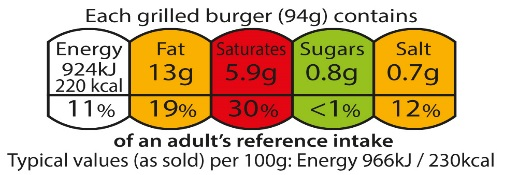 Each grilled burger (94g) contains
Energy Fat Saturates Sugars Salt
924kJ 13g 5.9g 0.8g 0.7g
220 kcal
11% 19% 30% <1% 12%
of an adult's reference intake
Typical values (as sold) per 100g: Energy 966kJ / 230kcal